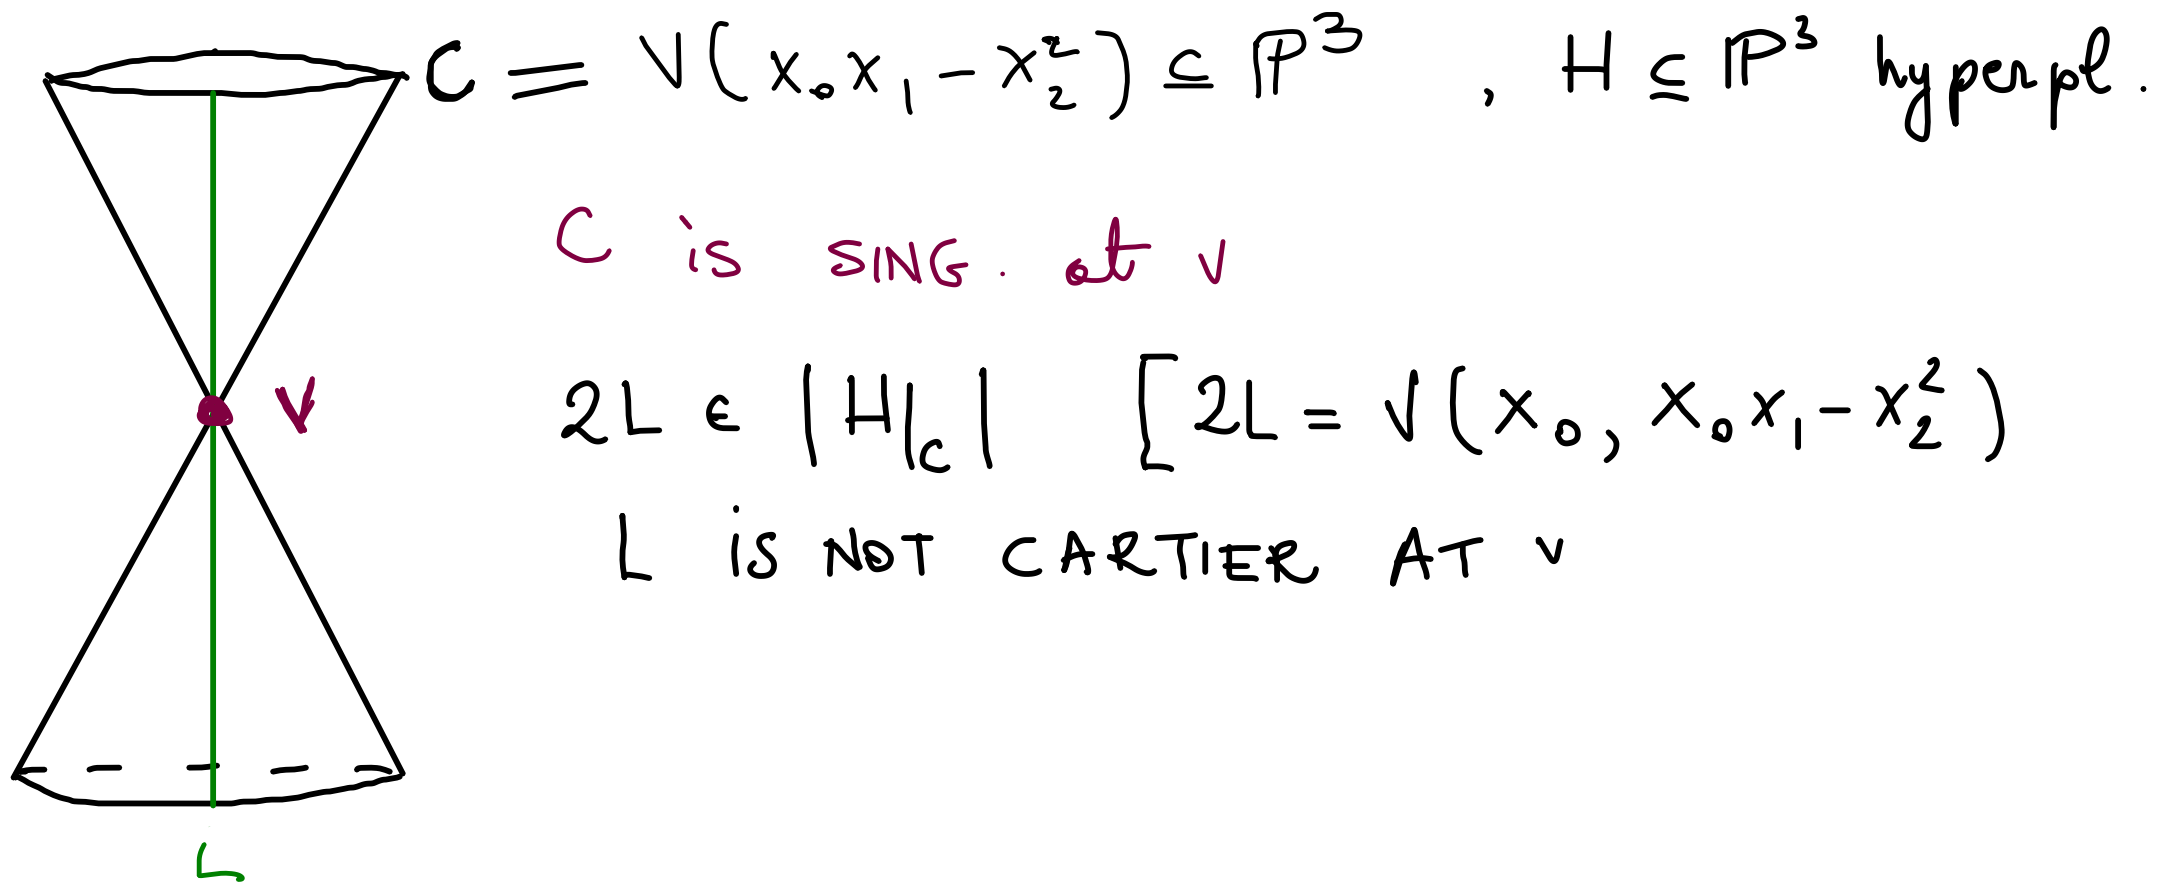 C = V(x₀x₁ - x₂²) ⊆ ℙ³ , H ⊆ ℙ³ hyperpl.
C is SING. at v
v
2L ∈ |H|_C| [2L = V(x₀, x₀x₁ - x₂²)
L is NOT CARTIER AT v
L